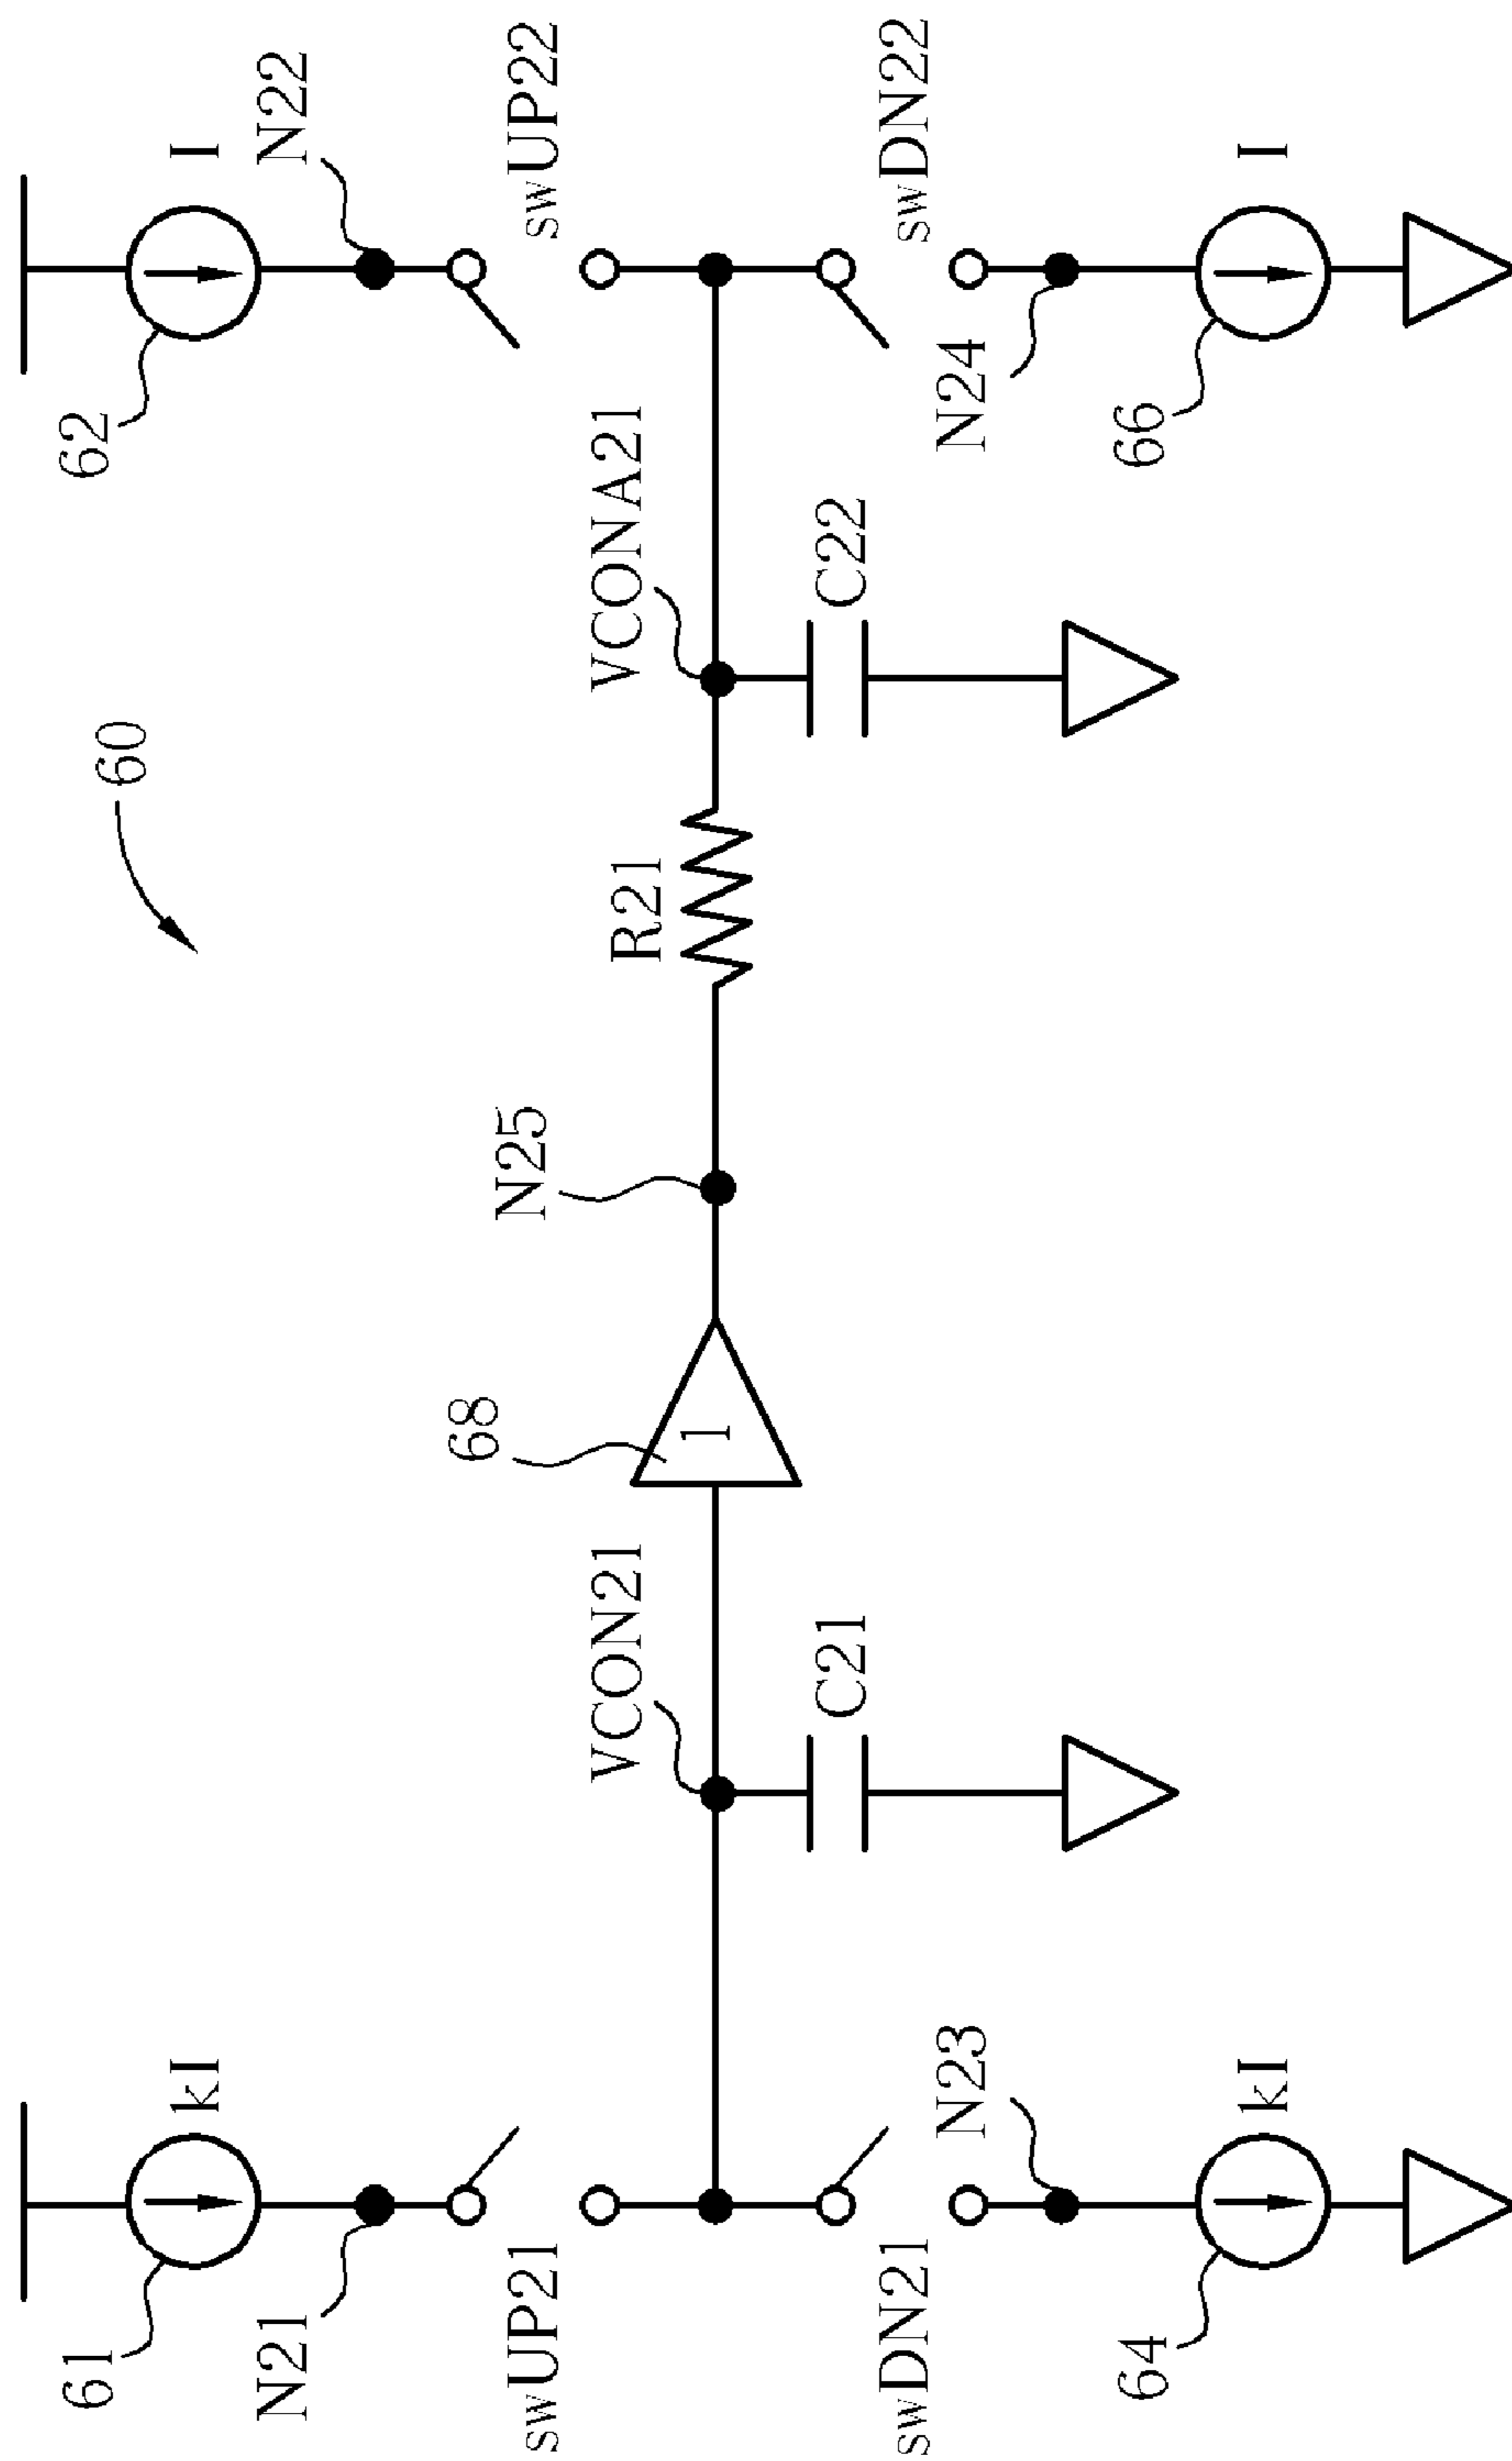 60
61
kI
62
I
N21
N22
swUP21
swUP22
VCON21
68
1
N25
R21
VCONA21
C21
C22
swDN21
swDN22
N23
N24
64
kI
66
I